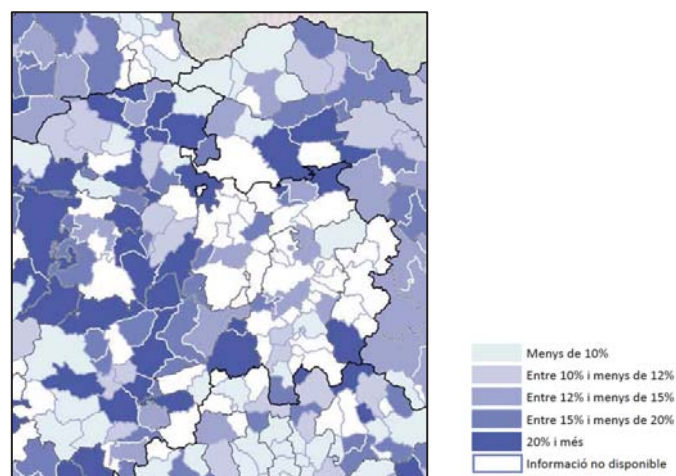 Menys de 10%
Entre 10% i menys de 12%
Entre 12% i menys de 15%
Entre 15% i menys de 20%
20% i més
Informació no disponible